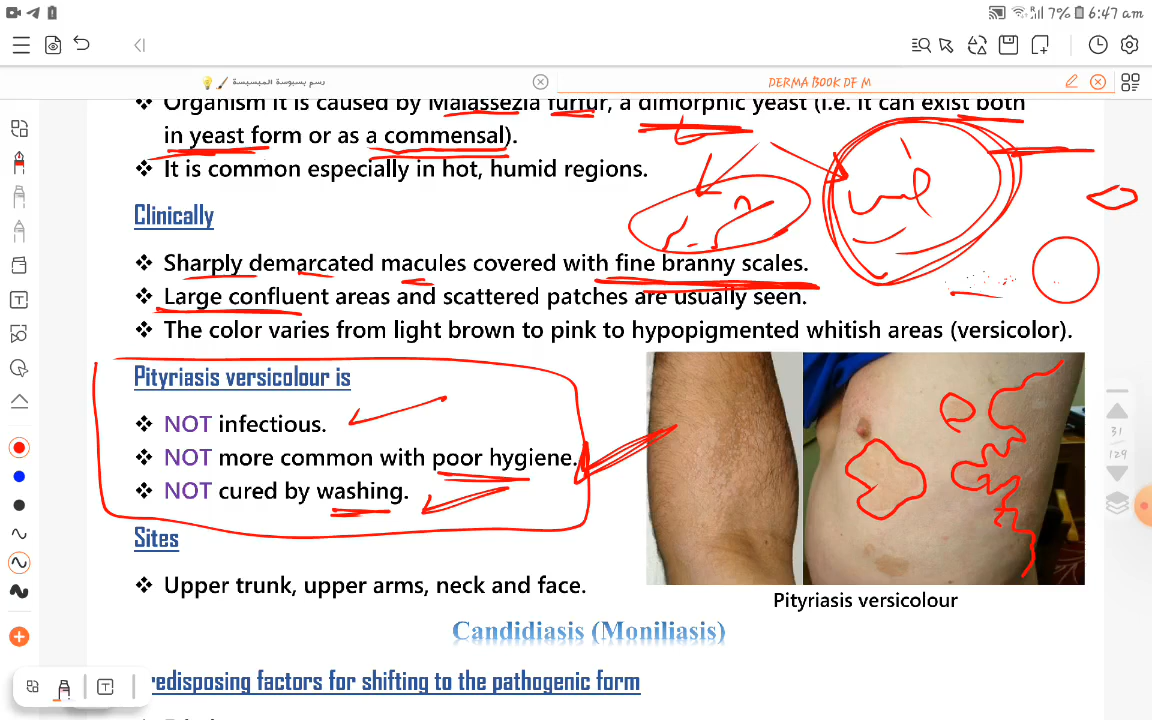 7% 6:47 am
رسم بسبوسة المبسبسة
DERMA BOOK DF M
Organism it is caused by Malassezia furfur, a dimorphic yeast (i.e. it can exist both
in yeast form or as a commensal).
It is common especially in hot, humid regions.
Clinically
Sharply demarcated macules covered with fine branny scales.
Large confluent areas and scattered patches are usually seen.
The color varies from light brown to pink to hypopigmented whitish areas (versicolor).
Pityriasis versicolour is
NOT infectious.
NOT more common with poor hygiene.
NOT cured by washing.
Sites
Upper trunk, upper arms, neck and face.
Pityriasis versicolour
31
129
Candidiasis (Moniliasis)
redisposing factors for shifting to the pathogenic form